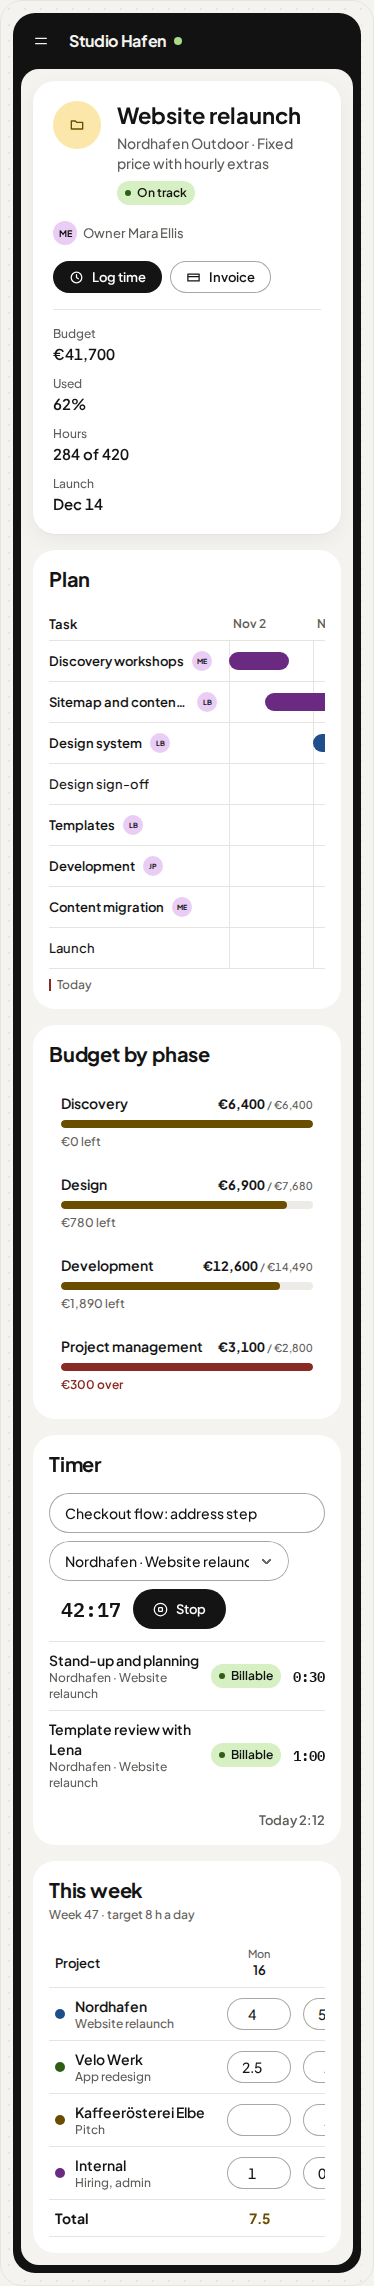 Studio Hafen
Website relaunch
Nordhafen Outdoor · Fixed
price with hourly extras
On track
ME Owner Mara Ellis
Log time
Invoice
Budget
€41,700
Used
62%
Hours
284 of 420
Launch
Dec 14
Plan
Task Nov 2 N
Discovery workshops ME
Sitemap and conten... LB
Design system LB
Design sign-off
Templates LB
Development JP
Content migration ME
Launch
Today
Budget by phase
Discovery €6,400 / €6,400
€0 left
Design €6,900 / €7,680
€780 left
Development €12,600 / €14,490
€1,890 left
Project management €3,100 / €2,800
€300 over
Timer
Checkout flow: address step
Nordhafen · Website relaunc
42:17 Stop
Stand-up and planning
Nordhafen · Website
relaunch
Billable 0:30
Template review with
Lena
Nordhafen · Website
relaunch
Billable 1:00
Today 2:12
This week
Week 47 · target 8 h a day
Project Mon
16
Nordhafen 4 5
Website relaunch
Velo Werk 2.5
App redesign
Kaffeerösterei Elbe
Pitch
Internal 1 0
Hiring, admin
Total 7.5